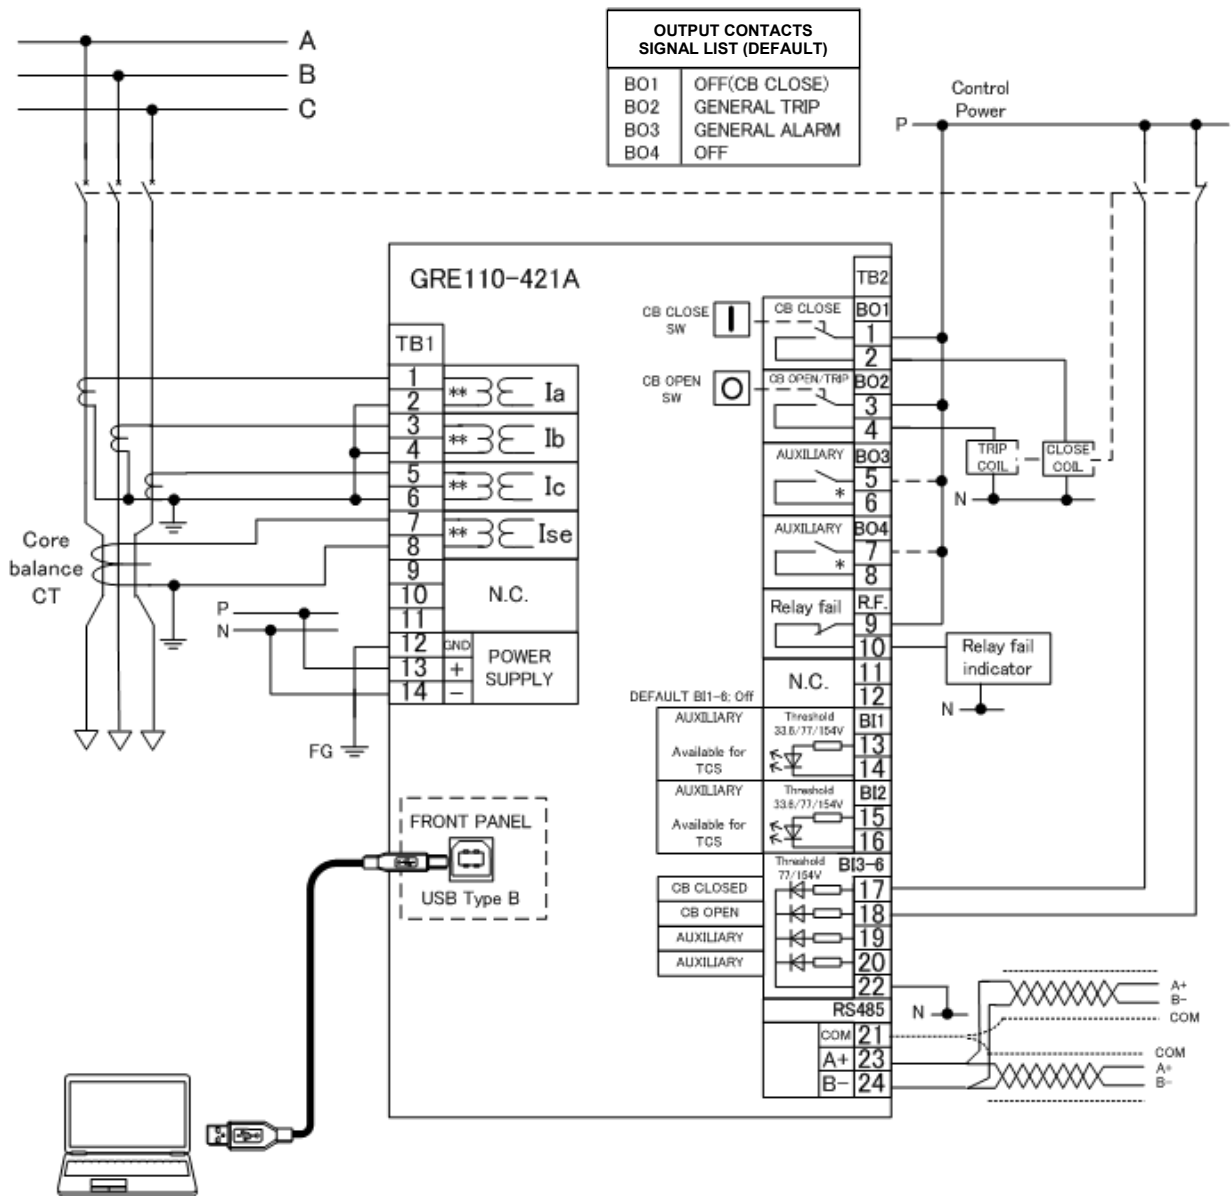 A
B
C
OUTPUT CONTACTS
SIGNAL LIST (DEFAULT)
BO1 OFF(CB CLOSE)
BO2 GENERAL TRIP
BO3 GENERAL ALARM
BO4 OFF
Control
Power
P
GRE110-421A
TB1
1
2
3
4
5
6
7
8
9
10
11
12
13
14
** Ia
** Ib
** Ic
** Ise
N.C.
GND
+
−
POWER
SUPPLY
Core
balance
CT
P
N
FG
TB2
CB CLOSE
SW
I
CB CLOSE
BO1
1
2
CB OPEN
SW
O
CB OPEN/TRIP
BO2
3
4
AUXILIARY
BO3
5
*
6
AUXILIARY
BO4
7
*
8
Relay fail
R.F.
9
10
N.C.
11
12
TRIP
COIL
CLOSE
COIL
N
Relay fail
indicator
N
DEFAULT BI1-6: Off
AUXILIARY
Available for
TCS
Threshold
33.6/77/154V
BI1
13
14
AUXILIARY
Available for
TCS
Threshold
33.6/77/154V
BI2
15
16
Threshold
77/154V
BI3-6
CB CLOSED
17
CB OPEN
18
AUXILIARY
19
AUXILIARY
20
22
RS485
N
COM 21
A+ 23
B− 24
A+
B−
COM
COM
A+
B−
FRONT PANEL
USB Type B